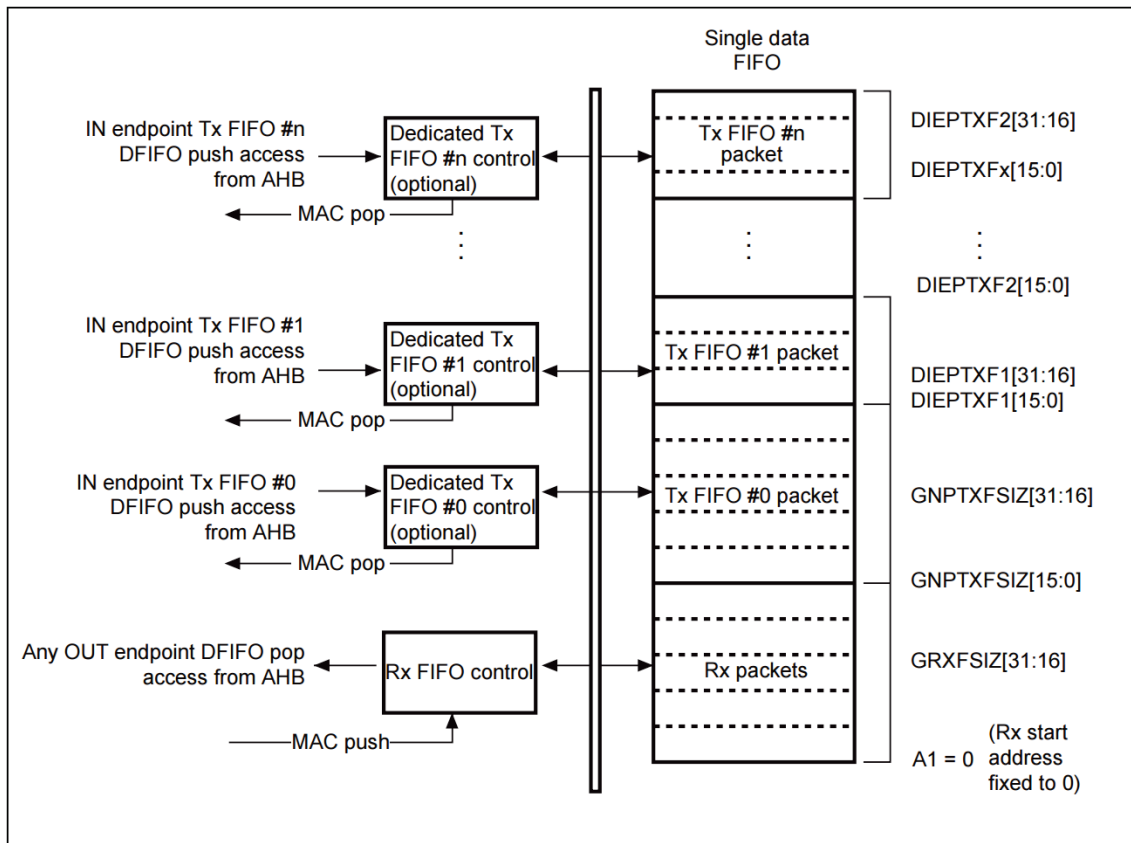 Single data
FIFO
IN endpoint Tx FIFO #n
DFIFO push access
from AHB
Dedicated Tx
FIFO #n control
(optional)
MAC pop
Tx FIFO #n
packet
DIEPTXF2[31:16]
DIEPTXFx[15:0]
DIEPTXF2[15:0]
IN endpoint Tx FIFO #1
DFIFO push access
from AHB
Dedicated Tx
FIFO #1 control
(optional)
MAC pop
Tx FIFO #1 packet
DIEPTXF1[31:16]
DIEPTXF1[15:0]
IN endpoint Tx FIFO #0
DFIFO push access
from AHB
Dedicated Tx
FIFO #0 control
(optional)
MAC pop
Tx FIFO #0 packet
GNPTXFSIZ[31:16]
GNPTXFSIZ[15:0]
Any OUT endpoint DFIFO pop
access from AHB
Rx FIFO control
MAC push
Rx packets
GRXFSIZ[31:16]
A1 = 0
(Rx start
address
fixed to 0)